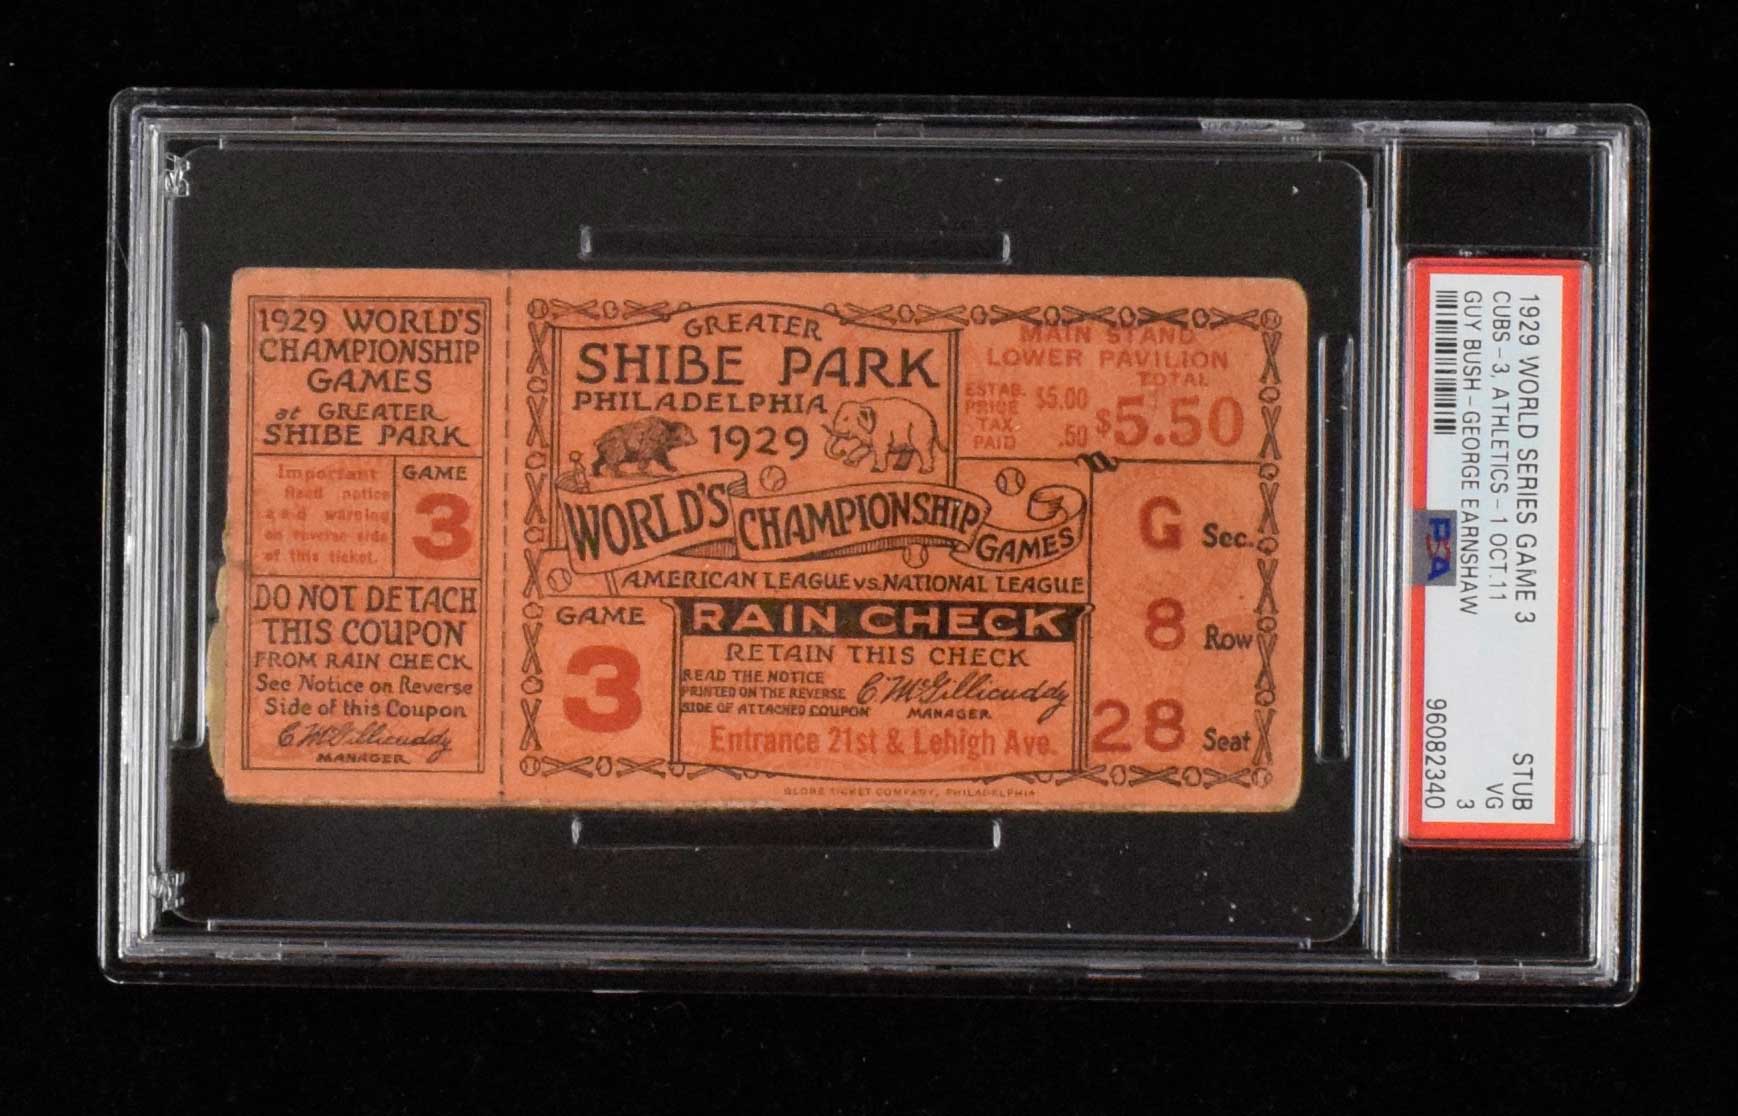 1929 WORLD'S
CHAMPIONSHIP
GAMES
at GREATER
SHIBE PARK
Important
Read notice
and warning
on reverse side
of this ticket.
GAME
3
DO NOT DETACH
THIS COUPON
FROM RAIN CHECK
See Notice on Reverse
Side of this Coupon
C. McGillicuddy
MANAGER
GREATER
SHIBE PARK
PHILADELPHIA
1929
WORLD'S CHAMPIONSHIP GAMES
AMERICAN LEAGUE vs. NATIONAL LEAGUE
MAIN STAND
LOWER PAVILION
ESTAB. PRICE $5.00
TAX PAID .50
TOTAL
$5.50
GAME
3
RAIN CHECK
RETAIN THIS CHECK
READ THE NOTICE
PRINTED ON THE REVERSE
SIDE OF ATTACHED COUPON
C. McGillicuddy
MANAGER
Entrance 21st & Lehigh Ave.
G Sec.
8 Row
28 Seat
GLOBE TICKET COMPANY, PHILADELPHIA
1929 WORLD SERIES GAME 3 STUB
CUBS-3, ATHLETICS-1 OCT.11 VG
GUY BUSH-GEORGE EARNSHAW 3
96082340
PSA